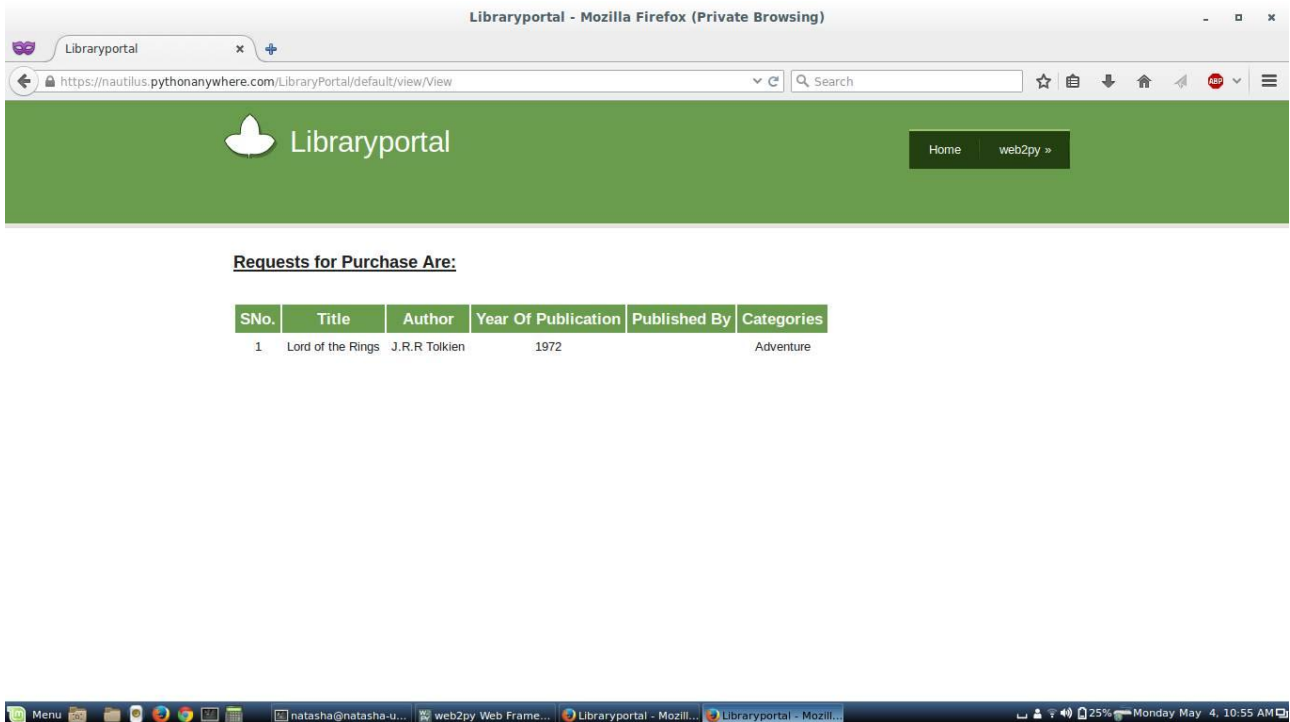 Libraryportal - Mozilla Firefox (Private Browsing)
Libraryportal
https://nautilus.pythonanywhere.com/LibraryPortal/default/view/View
Search
ABP
Libraryportal
Home
web2py »
Requests for Purchase Are:
SNo. Title Author Year Of Publication Published By Categories
1 Lord of the Rings J.R.R Tolkien 1972 Adventure
Menu natasha@natasha-u... web2py Web Frame... Libraryportal - Mozill... Libraryportal - Mozill... 25% Monday May 4, 10:55 AM